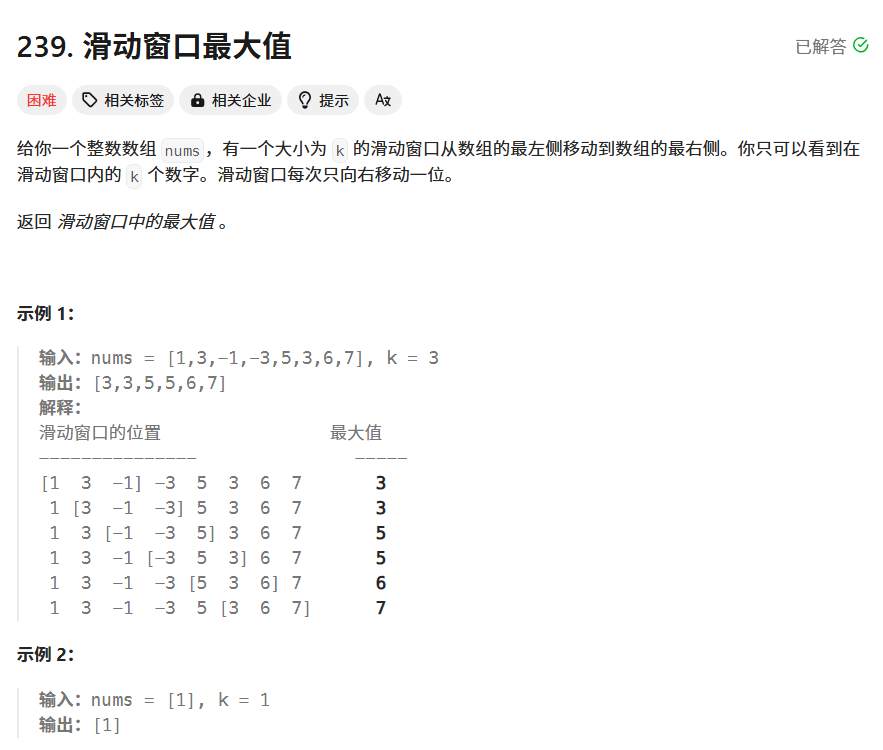 239. 滑动窗口最大值
已解答
困难 相关标签 相关企业 提示 Aあ
给你一个整数数组 nums，有一个大小为 k 的滑动窗口从数组的最左侧移动到数组的最右侧。你只可以看到在
滑动窗口内的 k 个数字。滑动窗口每次只向右移动一位。
返回 滑动窗口中的最大值 。
示例 1：
输入：nums = [1,3,-1,-3,5,3,6,7], k = 3
输出：[3,3,5,5,6,7]
解释：
滑动窗口的位置 最大值
--------------- -----
[1 3 -1] -3 5 3 6 7 3
1 [3 -1 -3] 5 3 6 7 3
1 3 [-1 -3 5] 3 6 7 5
1 3 -1 [-3 5 3] 6 7 5
1 3 -1 -3 [5 3 6] 7 6
1 3 -1 -3 5 [3 6 7] 7
示例 2：
输入：nums = [1], k = 1
输出：[1]